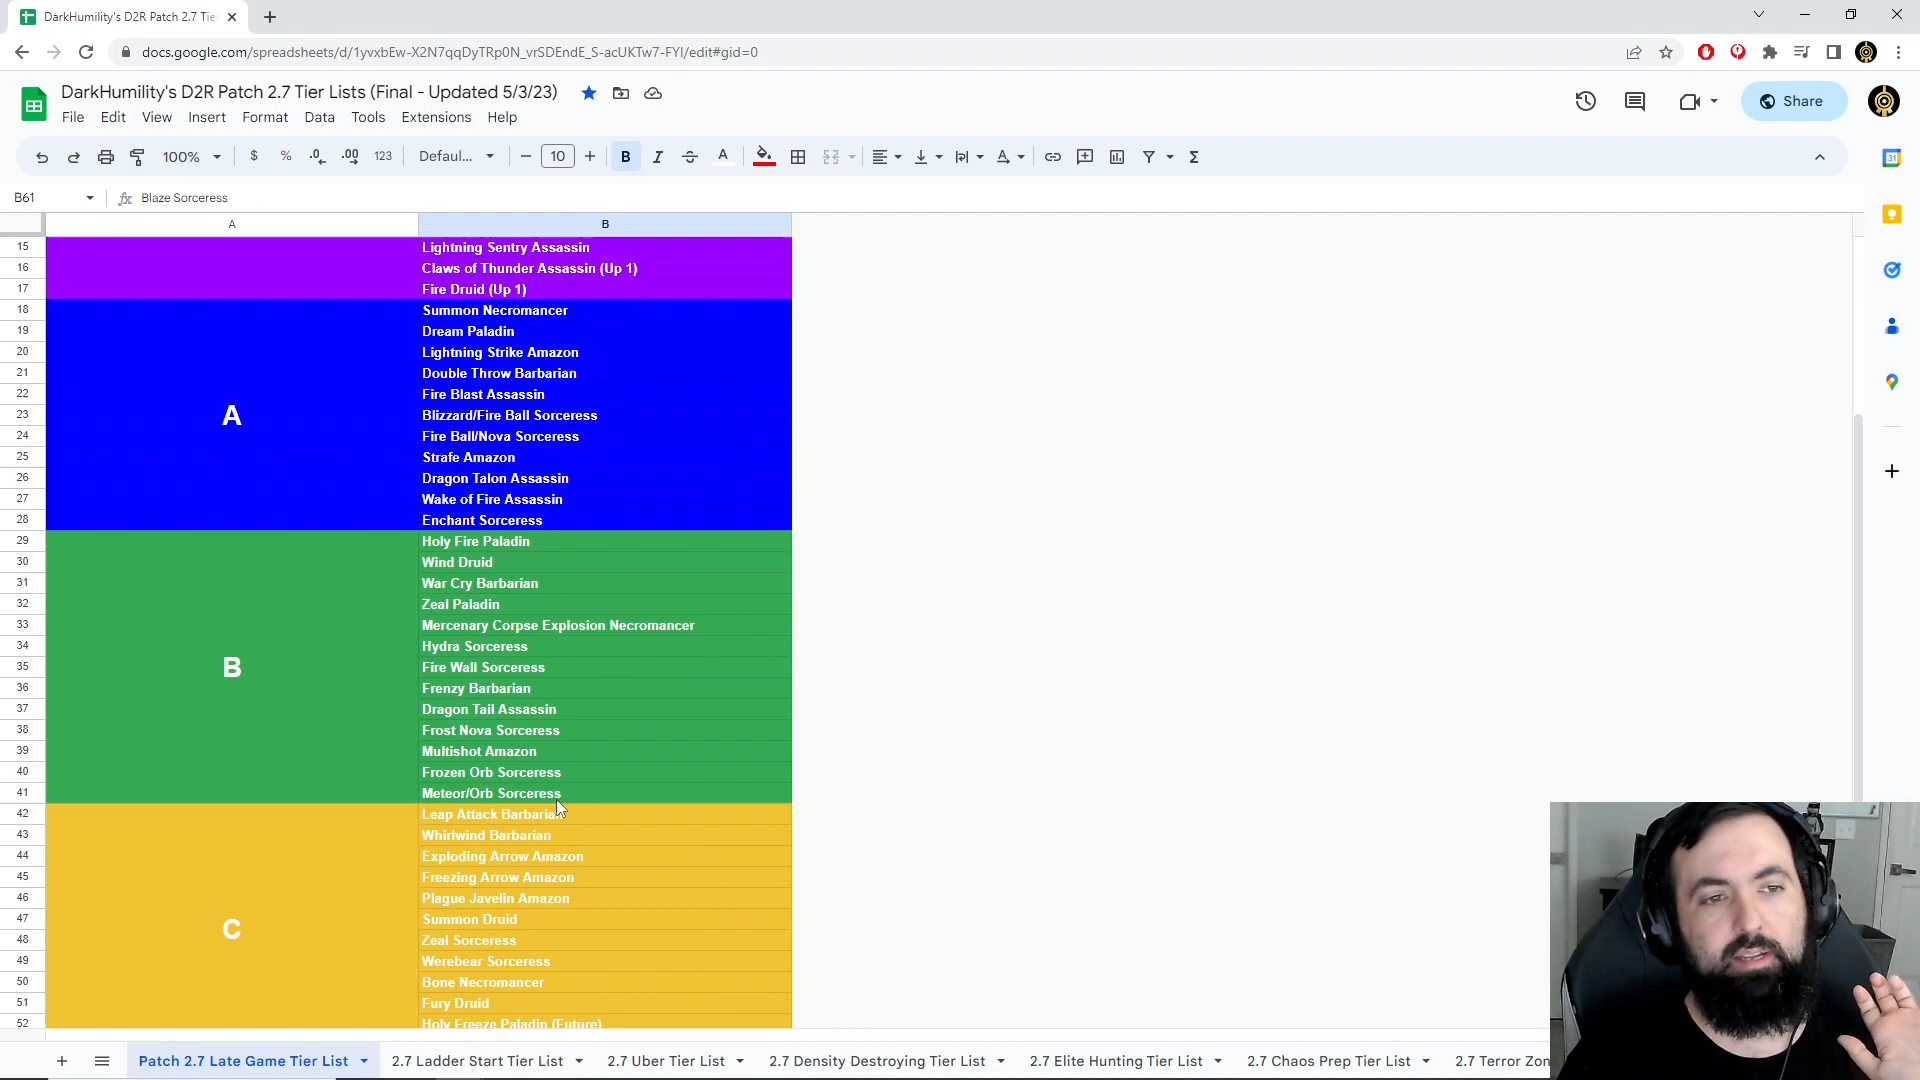 DarkHumility's D2R Patch 2.7 Tie
docs.google.com/spreadsheets/d/1yvxbEw-X2N7qqDyTRp0N_vrSDEndE_S-acUKTw7-FYI/edit#gid=0
DarkHumility's D2R Patch 2.7 Tier Lists (Final - Updated 5/3/23)
File Edit View Insert Format Data Tools Extensions Help
Share
100% $ % .0 .00 123 Defaul... 10 B I A
B61 fx Blaze Sorceress
A B
15 Lightning Sentry Assassin
16 Claws of Thunder Assassin (Up 1)
17 Fire Druid (Up 1)
18 Summon Necromancer
19 Dream Paladin
20 Lightning Strike Amazon
21 Double Throw Barbarian
22 Fire Blast Assassin
23 A Blizzard/Fire Ball Sorceress
24 Fire Ball/Nova Sorceress
25 Strafe Amazon
26 Dragon Talon Assassin
27 Wake of Fire Assassin
28 Enchant Sorceress
29 Holy Fire Paladin
30 Wind Druid
31 War Cry Barbarian
32 Zeal Paladin
33 Mercenary Corpse Explosion Necromancer
34 Hydra Sorceress
35 B Fire Wall Sorceress
36 Frenzy Barbarian
37 Dragon Tail Assassin
38 Frost Nova Sorceress
39 Multishot Amazon
40 Frozen Orb Sorceress
41 Meteor/Orb Sorceress
42 Leap Attack Barbaria
43 Whirlwind Barbarian
44 Exploding Arrow Amazon
45 Freezing Arrow Amazon
46 Plague Javelin Amazon
47 C Summon Druid
48 Zeal Sorceress
49 Werebear Sorceress
50 Bone Necromancer
51 Fury Druid
52 Holy Freeze Paladin (Future)
Patch 2.7 Late Game Tier List 2.7 Ladder Start Tier List 2.7 Uber Tier List 2.7 Density Destroying Tier List 2.7 Elite Hunting Tier List 2.7 Chaos Prep Tier List 2.7 Terror Zon